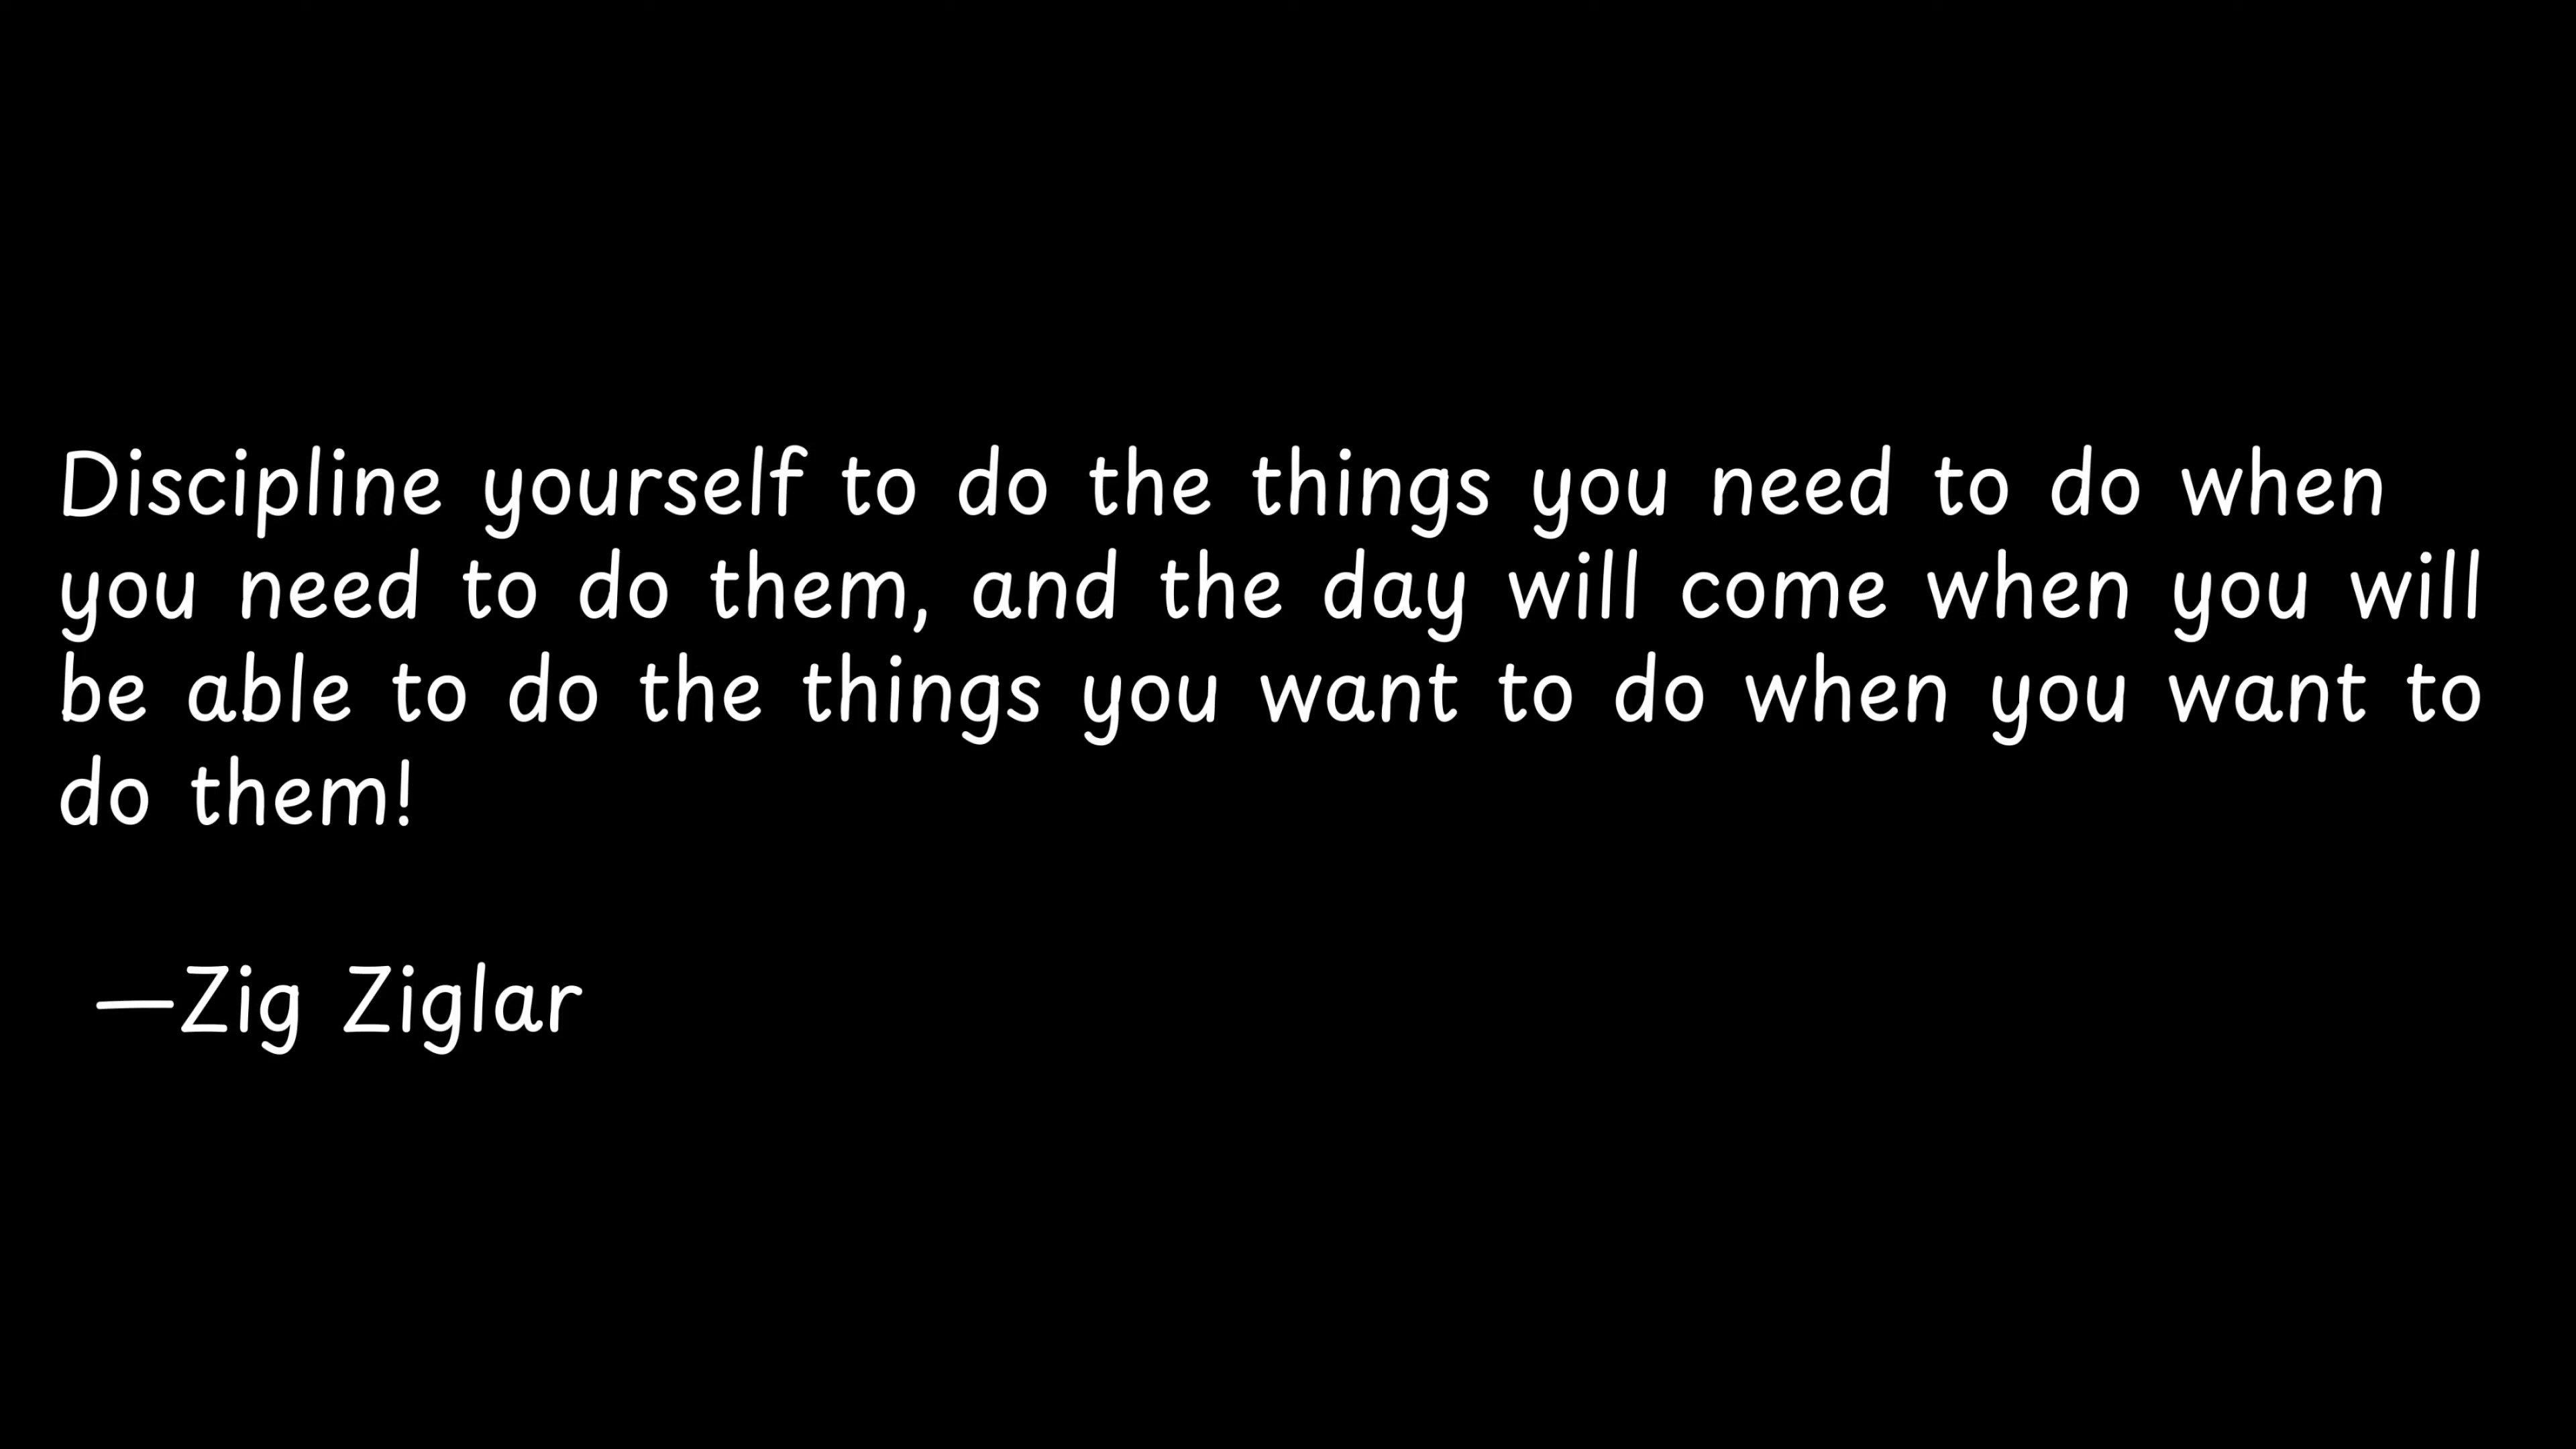 Discipline yourself to do the things you need to do when
you need to do them, and the day will come when you will
be able to do the things you want to do when you want to
do them!
—Zig Ziglar